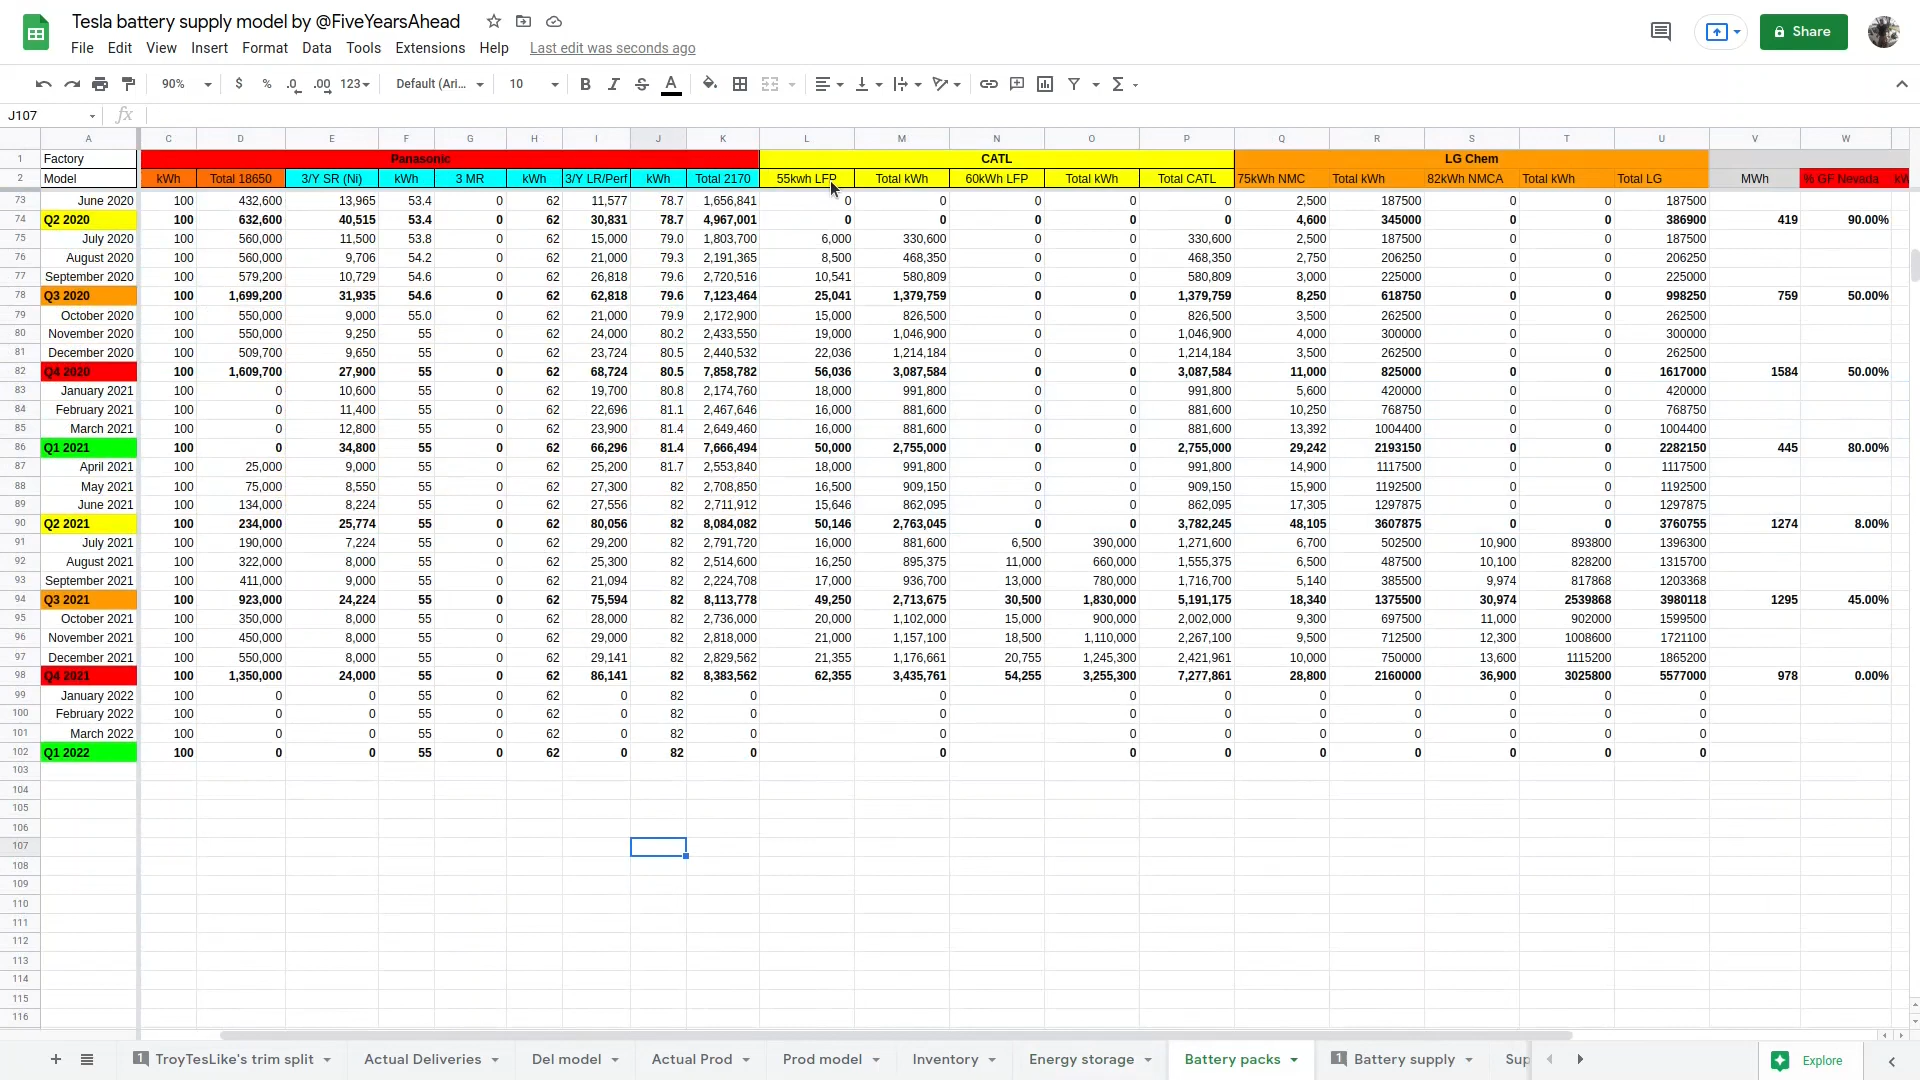 Tesla battery supply model by @FiveYearsAhead
File Edit View Insert Format Data Tools Extensions Help Last edit was seconds ago
Share
90% $ % .0 .00 123 Default (Ari... 10 B I S A
J107 fx
A C D E F G H I J K L M N O P Q R S T U V W
1 Factory Panasonic CATL LG Chem
2 Model kWh Total 18650 3/Y SR (Ni) kWh 3 MR kWh 3/Y LR/Perf kWh Total 2170 55kwh LFP Total kWh 60kWh LFP Total kWh Total CATL 75kWh NMC Total kWh 82kWh NMCA Total kWh Total LG MWh % GF Nevada
73 June 2020 100 432,600 13,965 53.4 0 62 11,577 78.7 1,656,841 0 0 0 0 0 2,500 187500 0 0 187500
74 Q2 2020 100 632,600 40,515 53.4 0 62 30,831 78.7 4,967,001 0 0 0 0 0 4,600 345000 0 0 386900 419 90.00%
75 July 2020 100 560,000 11,500 53.8 0 62 15,000 79.0 1,803,700 6,000 330,600 0 0 330,600 2,500 187500 0 0 187500
76 August 2020 100 560,000 9,706 54.2 0 62 21,000 79.3 2,191,365 8,500 468,350 0 0 468,350 2,750 206250 0 0 206250
77 September 2020 100 579,200 10,729 54.6 0 62 26,818 79.6 2,720,516 10,541 580,809 0 0 580,809 3,000 225000 0 0 225000
78 Q3 2020 100 1,699,200 31,935 54.6 0 62 62,818 79.6 7,123,464 25,041 1,379,759 0 0 1,379,759 8,250 618750 0 0 998250 759 50.00%
79 October 2020 100 550,000 9,000 55.0 0 62 21,000 79.9 2,172,900 15,000 826,500 0 0 826,500 3,500 262500 0 0 262500
80 November 2020 100 550,000 9,250 55 0 62 24,000 80.2 2,433,550 19,000 1,046,900 0 0 1,046,900 4,000 300000 0 0 300000
81 December 2020 100 509,700 9,650 55 0 62 23,724 80.5 2,440,532 22,036 1,214,184 0 0 1,214,184 3,500 262500 0 0 262500
82 Q4 2020 100 1,609,700 27,900 55 0 62 68,724 80.5 7,858,782 56,036 3,087,584 0 0 3,087,584 11,000 825000 0 0 1617000 1584 50.00%
83 January 2021 100 0 10,600 55 0 62 19,700 80.8 2,174,760 18,000 991,800 0 0 991,800 5,600 420000 0 0 420000
84 February 2021 100 0 11,400 55 0 62 22,696 81.1 2,467,646 16,000 881,600 0 0 881,600 10,250 768750 0 0 768750
85 March 2021 100 0 12,800 55 0 62 23,900 81.4 2,649,460 16,000 881,600 0 0 881,600 13,392 1004400 0 0 1004400
86 Q1 2021 100 0 34,800 55 0 62 66,296 81.4 7,666,494 50,000 2,755,000 0 0 2,755,000 29,242 2193150 0 0 2282150 445 80.00%
87 April 2021 100 25,000 9,000 55 0 62 25,200 81.7 2,553,840 18,000 991,800 0 0 991,800 14,900 1117500 0 0 1117500
88 May 2021 100 75,000 8,550 55 0 62 27,300 82 2,708,850 16,500 909,150 0 0 909,150 15,900 1192500 0 0 1192500
89 June 2021 100 134,000 8,224 55 0 62 27,556 82 2,711,912 15,646 862,095 0 0 862,095 17,305 1297875 0 0 1297875
90 Q2 2021 100 234,000 25,774 55 0 62 80,056 82 8,084,082 50,146 2,763,045 0 0 3,782,245 48,105 3607875 0 0 3760755 1274 8.00%
91 July 2021 100 190,000 7,224 55 0 62 29,200 82 2,791,720 16,000 881,600 6,500 390,000 1,271,600 6,700 502500 10,900 893800 1396300
92 August 2021 100 322,000 8,000 55 0 62 25,300 82 2,514,600 16,250 895,375 11,000 660,000 1,555,375 6,500 487500 10,100 828200 1315700
93 September 2021 100 411,000 9,000 55 0 62 21,094 82 2,224,708 17,000 936,700 13,000 780,000 1,716,700 5,140 385500 9,974 817868 1203368
94 Q3 2021 100 923,000 24,224 55 0 62 75,594 82 8,113,778 49,250 2,713,675 30,500 1,830,000 5,191,175 18,340 1375500 30,974 2539868 3980118 1295 45.00%
95 October 2021 100 350,000 8,000 55 0 62 28,000 82 2,736,000 20,000 1,102,000 15,000 900,000 2,002,000 9,300 697500 11,000 902000 1599500
96 November 2021 100 450,000 8,000 55 0 62 29,000 82 2,818,000 21,000 1,157,100 18,500 1,110,000 2,267,100 9,500 712500 12,300 1008600 1721100
97 December 2021 100 550,000 8,000 55 0 62 29,141 82 2,829,562 21,355 1,176,661 20,755 1,245,300 2,421,961 10,000 750000 13,600 1115200 1865200
98 Q4 2021 100 1,350,000 24,000 55 0 62 86,141 82 8,383,562 62,355 3,435,761 54,255 3,255,300 7,277,861 28,800 2160000 36,900 3025800 5577000 978 0.00%
99 January 2022 100 0 0 55 0 62 0 82 0 0 0 0 0 0 0 0 0
100 February 2022 100 0 0 55 0 62 0 82 0 0 0 0 0 0 0 0 0
101 March 2022 100 0 0 55 0 62 0 82 0 0 0 0 0 0 0 0 0
102 Q1 2022 100 0 0 55 0 62 0 82 0 0 0 0 0 0 0 0 0
103
104
105
106
107
108
109
110
111
112
113
114
115
116
1 TroyTesLike's trim split Actual Deliveries Del model Actual Prod Prod model Inventory Energy storage Battery packs 1 Battery supply Sup Explore